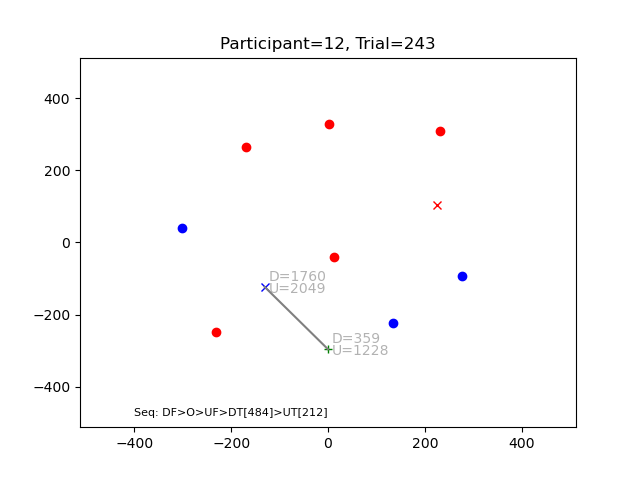 Participant=12, Trial=243
400
200
0
−200
−400
D=1760
U=2049
D=359
U=1228
Seq: DF>O>UF>DT[484]>UT[212]
−400
−200
0
200
400